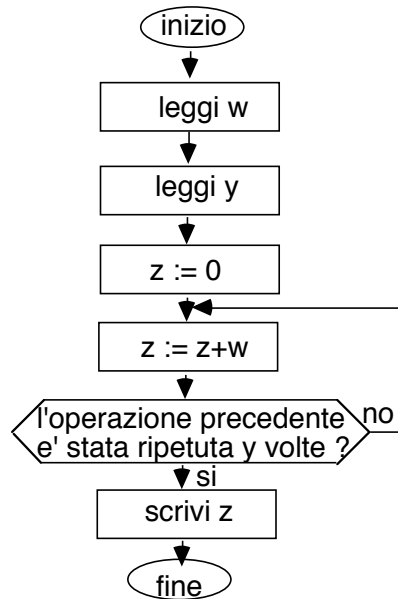 inizio
leggi w
leggi y
z := 0
z := z+w
l'operazione precedente
e' stata ripetuta y volte ?
no
si
scrivi z
fine